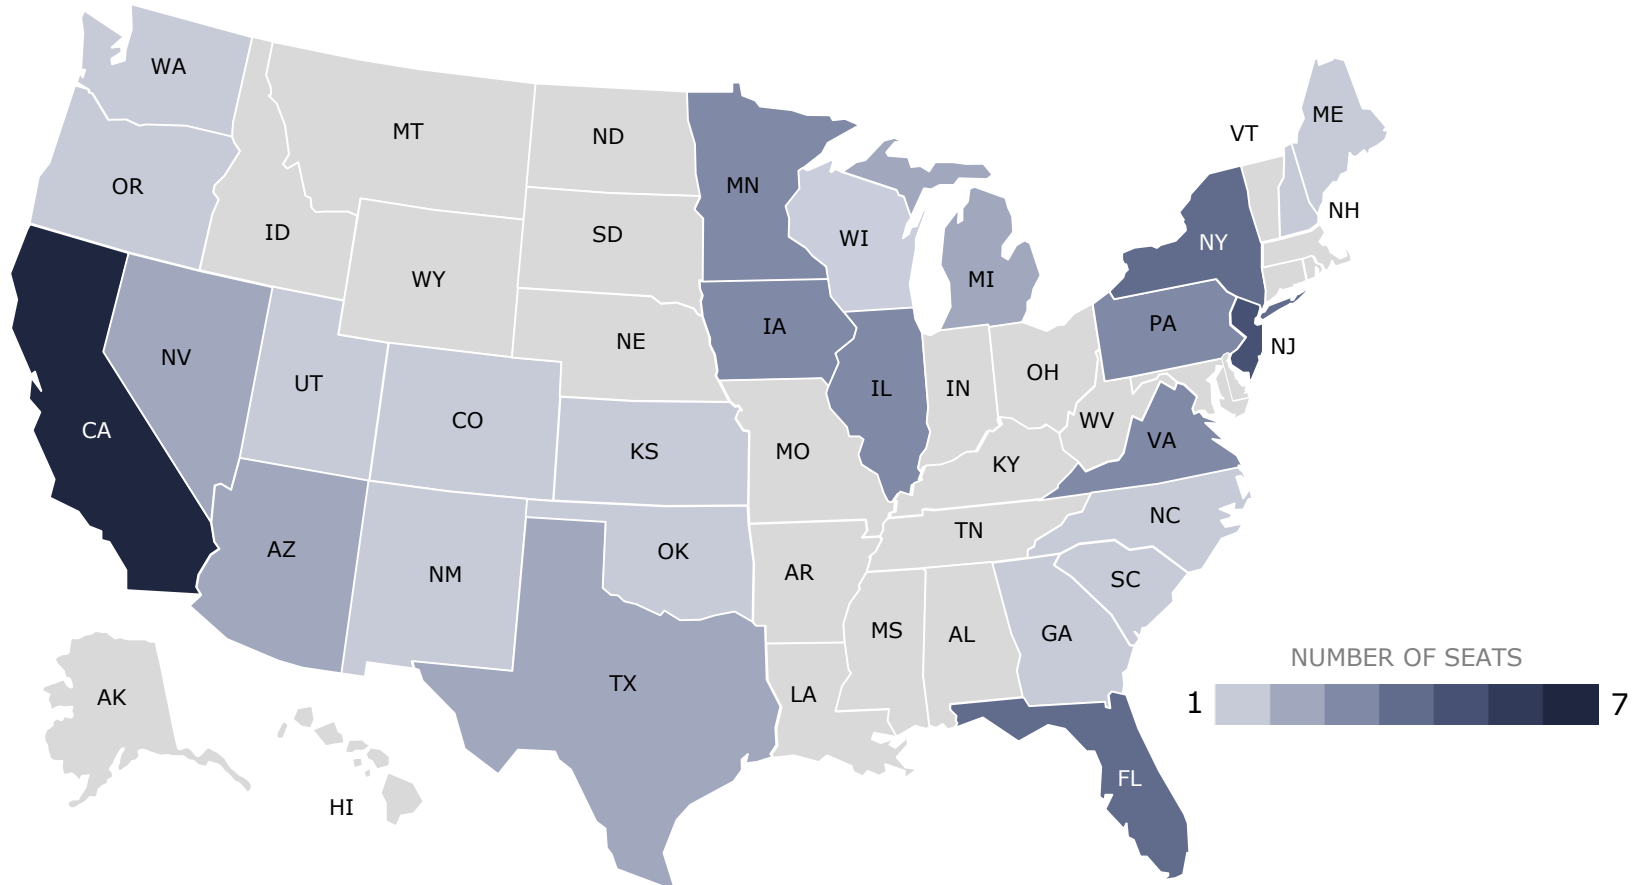 WA
ME
MT
VT
ND
MN
OR
NH
ID
SD
WI
NY
WY
MI
IA
PA
NE
NJ
NV
UT
OH
IL
IN
CO
WV
CA
VA
KS
MO
KY
NC
TN
AZ
OK
NM
AR
SC
MS
AL
GA
NUMBER OF SEATS
TX
LA
AK
1
7
FL
HI